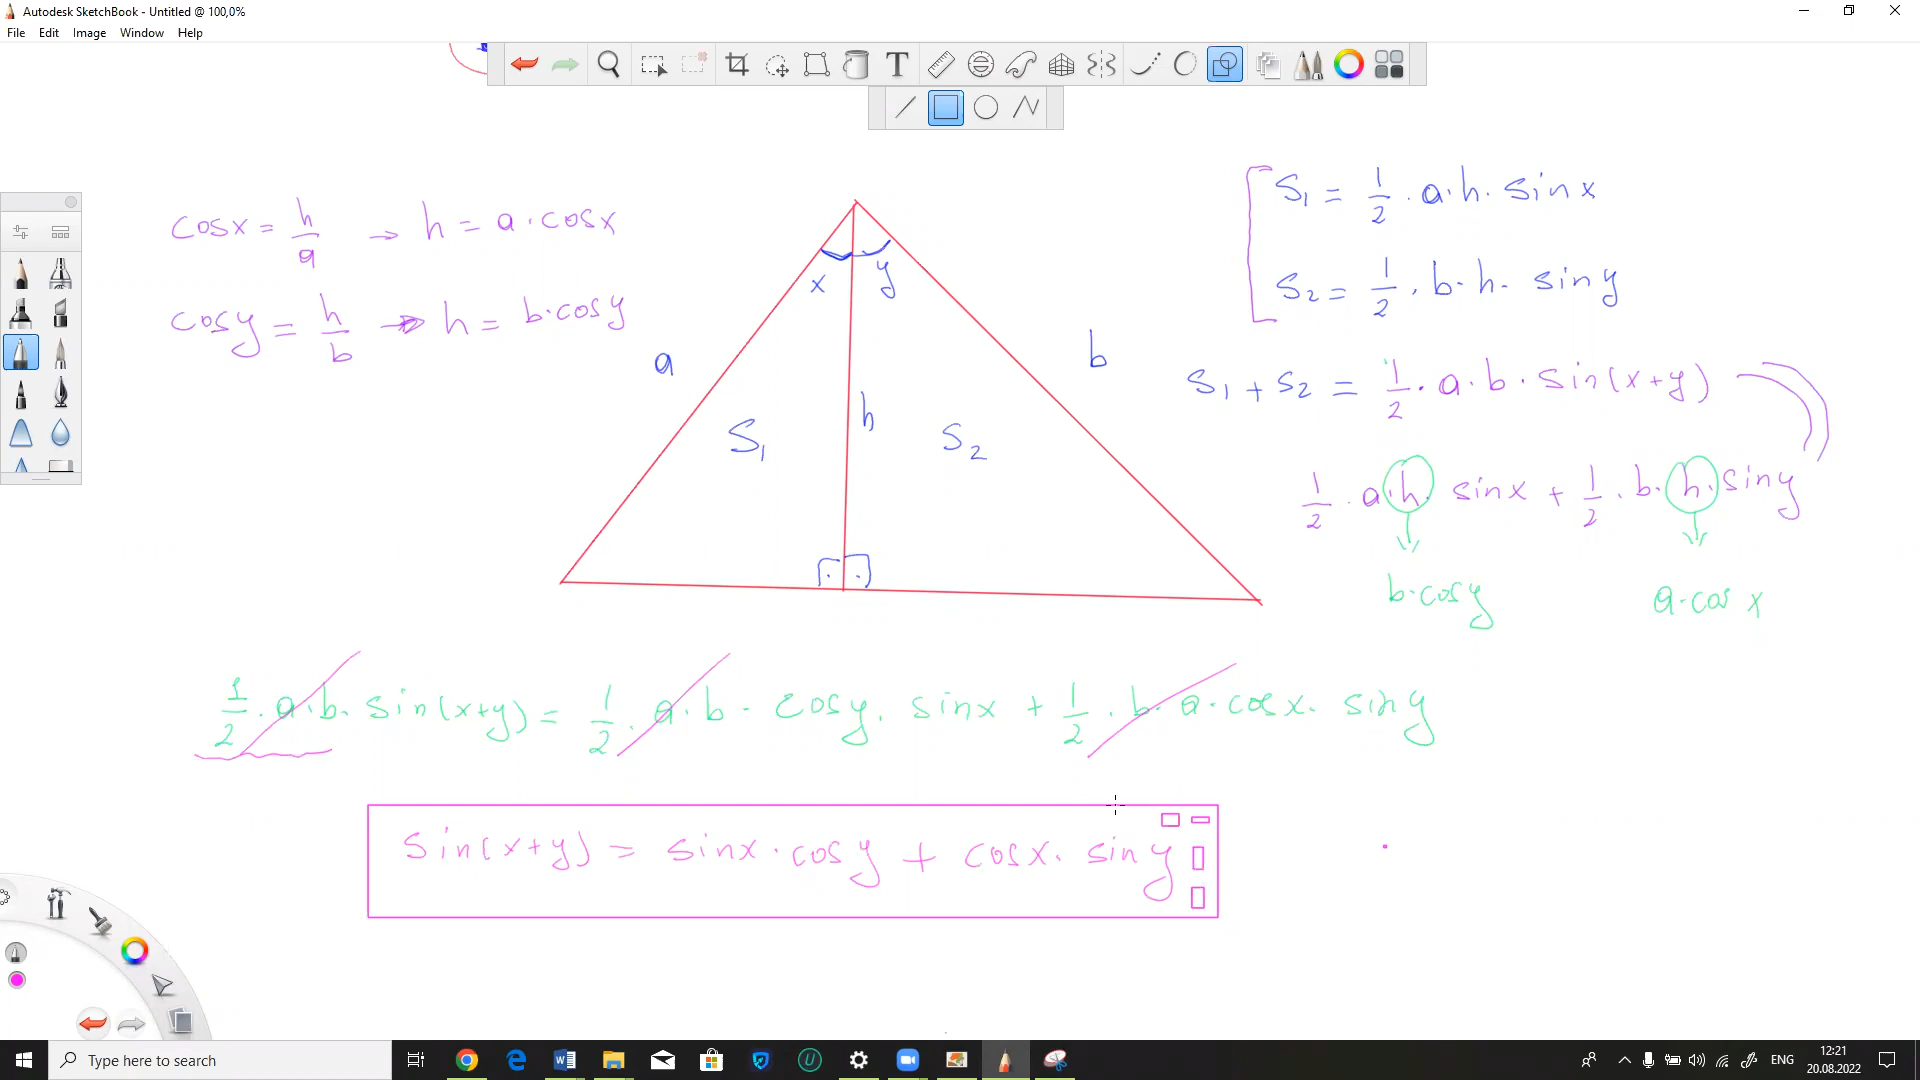 Autodesk SketchBook - Untitled @ 100,0%
File Edit Image Window Help
T
cosx = h/a → h = a·cosx
cosy = h/b → h = b·cosy
x y
a
b
h
S₁
S₂
S₁ = 1/2 · a·h· sinx
S₂ = 1/2 · b·h· siny
S₁ + S₂ = 1/2 · a·b· sin(x+y)
1/2 · a·h· sinx + 1/2 · b·h· siny
b·cosy a·cosx
1/2 · a·b· sin(x+y) = 1/2 · a·b· cosy· sinx + 1/2 · b·a· cosx· siny
sin(x+y) = sinx·cosy + cosx· siny
Type here to search
ENG
12:21
20.08.2022